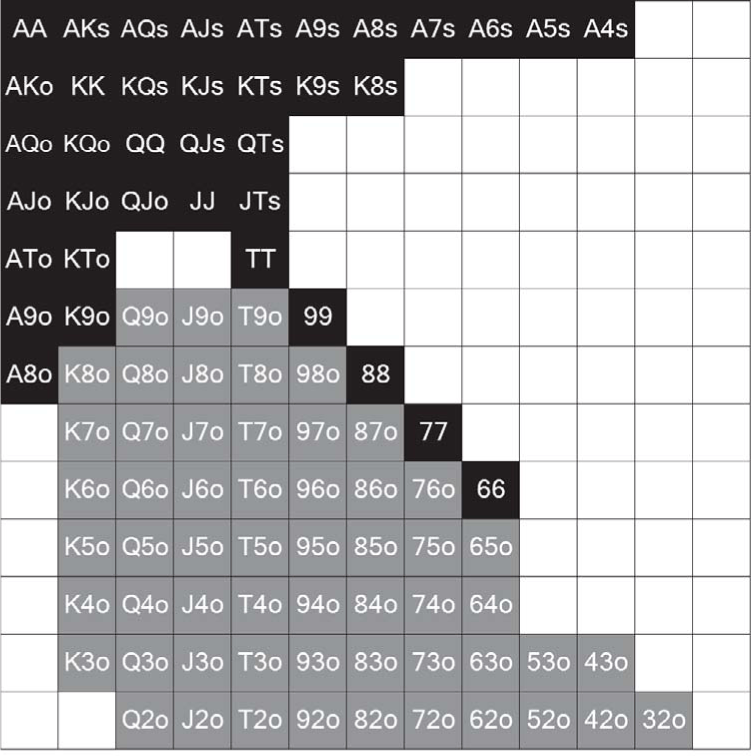 AA AKs AQs AJs ATs A9s A8s A7s A6s A5s A4s
AKo KK KQs KJs KTs K9s K8s
AQo KQo QQ QJs QTs
AJo KJo QJo JJ JTs
ATo KTo TT
A9o K9o Q9o J9o T9o 99
A8o K8o Q8o J8o T8o 98o 88
K7o Q7o J7o T7o 97o 87o 77
K6o Q6o J6o T6o 96o 86o 76o 66
K5o Q5o J5o T5o 95o 85o 75o 65o
K4o Q4o J4o T4o 94o 84o 74o 64o
K3o Q3o J3o T3o 93o 83o 73o 63o 53o 43o
Q2o J2o T2o 92o 82o 72o 62o 52o 42o 32o